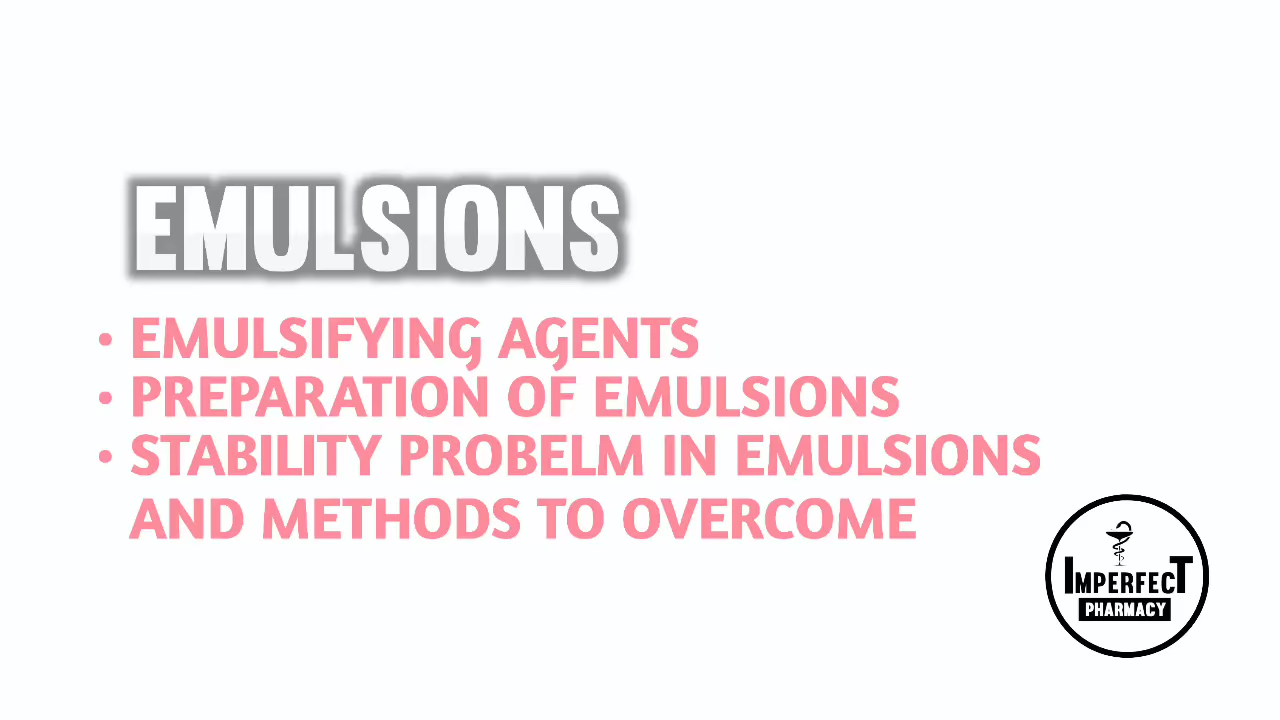 EMULSIONS
• EMULSIFYING AGENTS
• PREPARATION OF EMULSIONS
• STABILITY PROBELM IN EMULSIONS
AND METHODS TO OVERCOME
IMPERFECT
PHARMACY